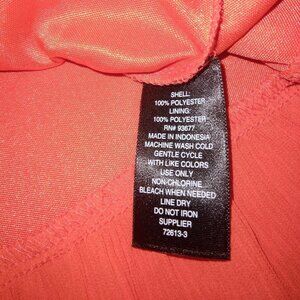 SHELL:
100% POLYESTER
LINING:
100% POLYESTER
RN# 93677
MADE IN INDONESIA
MACHINE WASH COLD
GENTLE CYCLE
WITH LIKE COLORS
USE ONLY
NON-CHLORINE
BLEACH WHEN NEEDED
LINE DRY
DO NOT IRON
SUPPLIER
72613-3